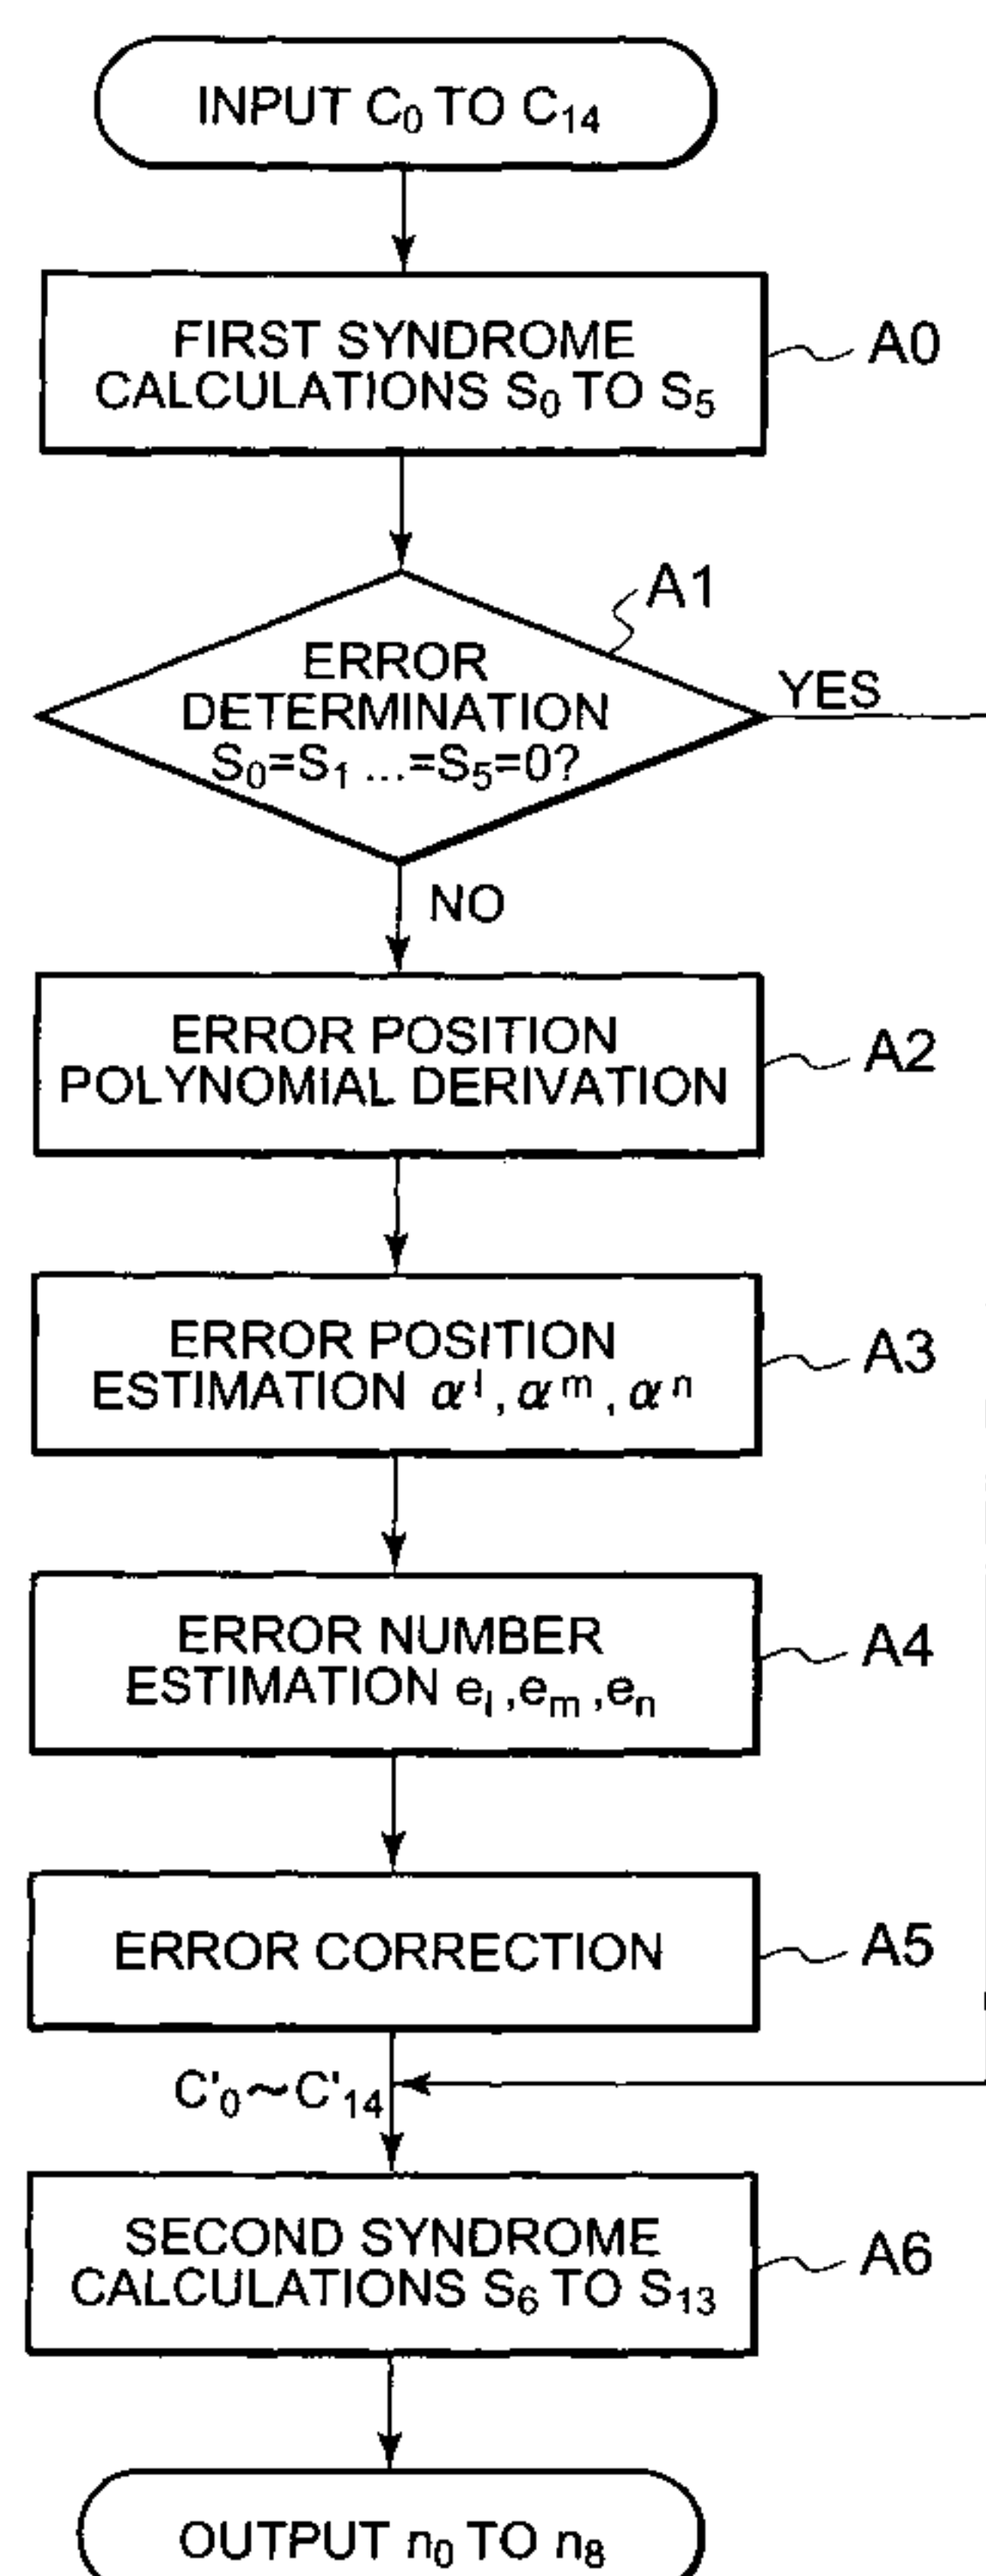 INPUT C₀ TO C₁₄
FIRST SYNDROME
CALCULATIONS S₀ TO S₅
A0
A1
ERROR
DETERMINATION
S₀=S₁ ...=S₅=0?
YES
NO
ERROR POSITION
POLYNOMIAL DERIVATION
A2
ERROR POSITION
ESTIMATION αˡ, αᵐ, αⁿ
A3
ERROR NUMBER
ESTIMATION eₗ ,eₘ ,eₙ
A4
ERROR CORRECTION
A5
C'₀~C'₁₄
SECOND SYNDROME
CALCULATIONS S₆ TO S₁₃
A6
OUTPUT n₀ TO n₈